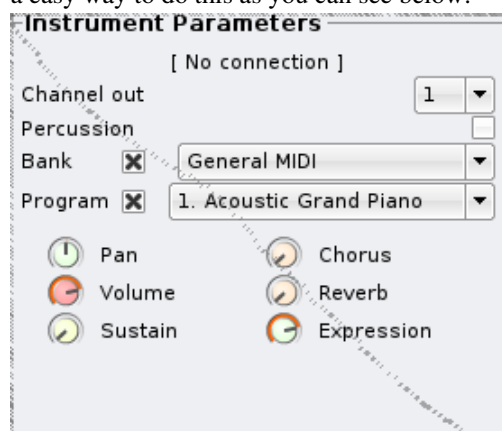 a easy way to do this as you can see below:
Instrument Parameters
[ No connection ]
Channel out 1
Percussion
Bank General MIDI
Program 1. Acoustic Grand Piano
Pan Chorus
Volume Reverb
Sustain Expression